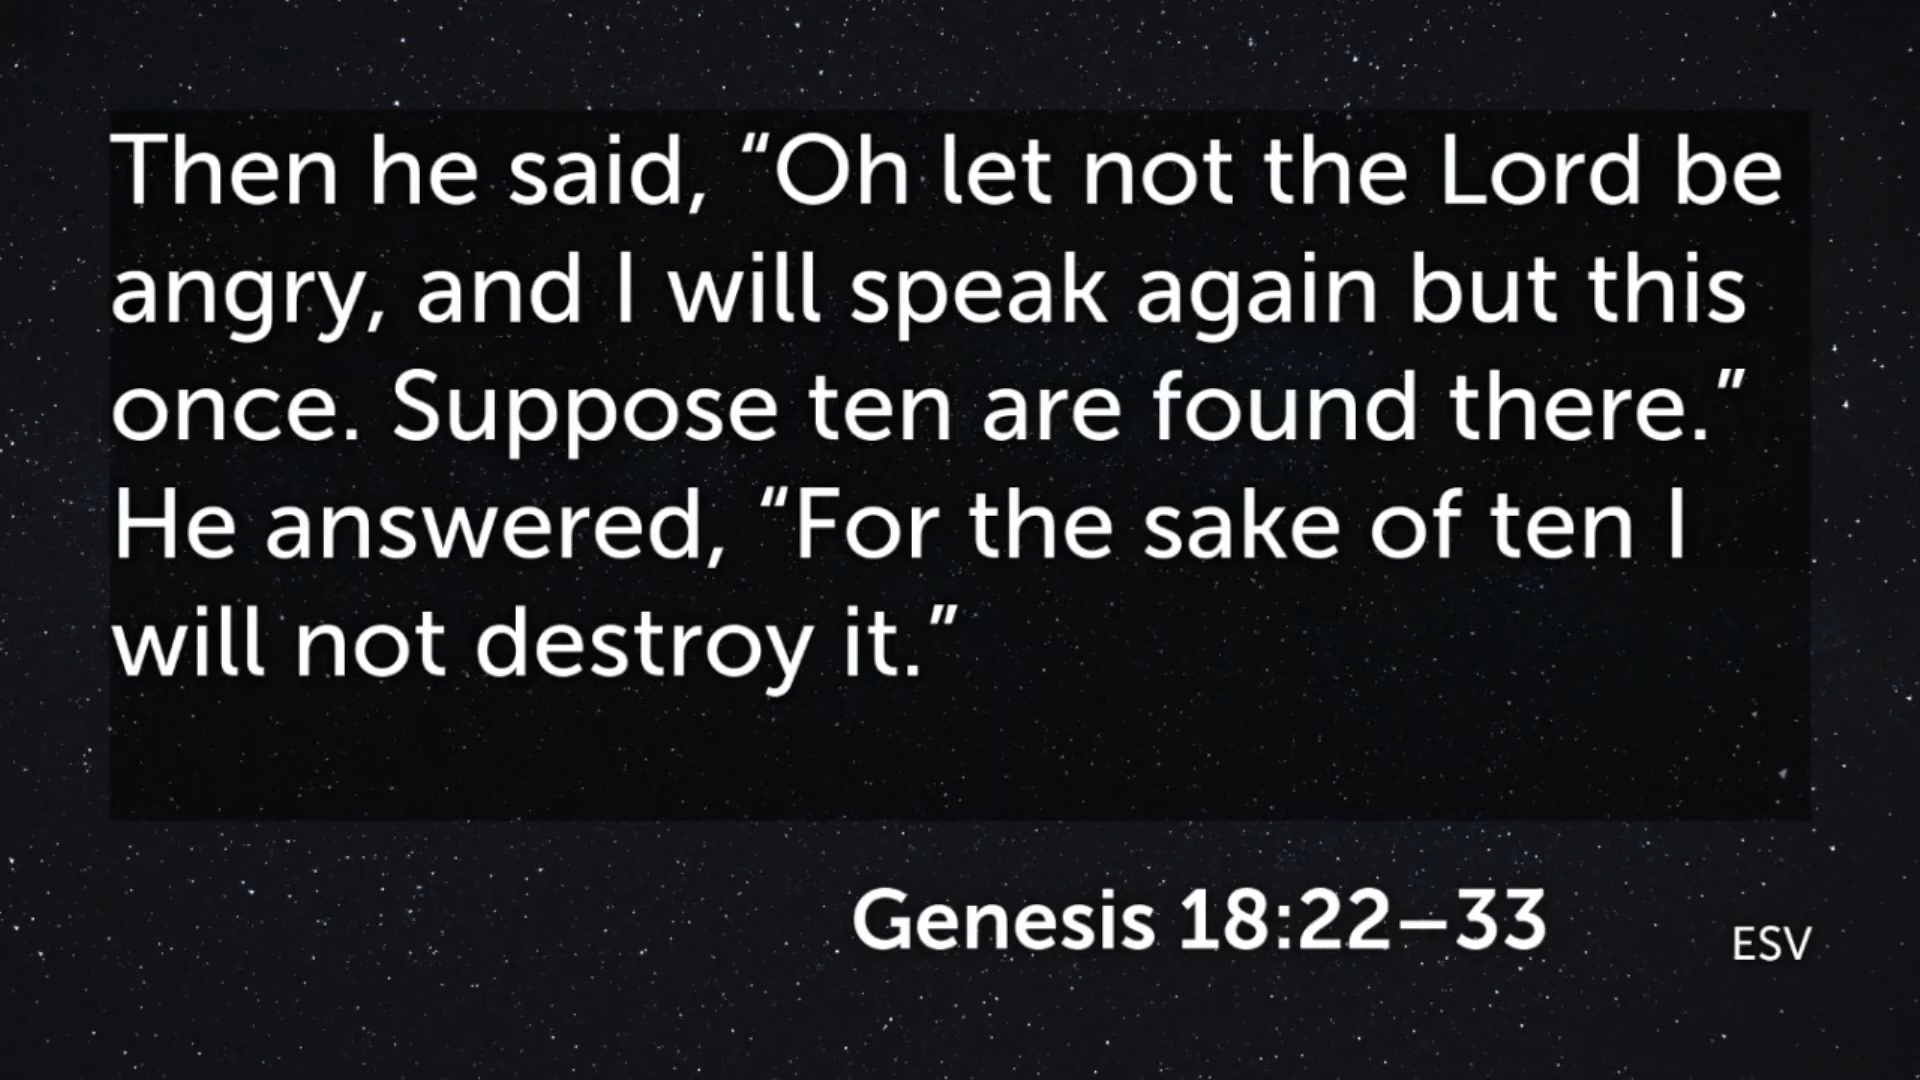 Then he said, “Oh let not the Lord be
angry, and I will speak again but this
once. Suppose ten are found there.”
He answered, “For the sake of ten I
will not destroy it.”
Genesis 18:22–33
ESV